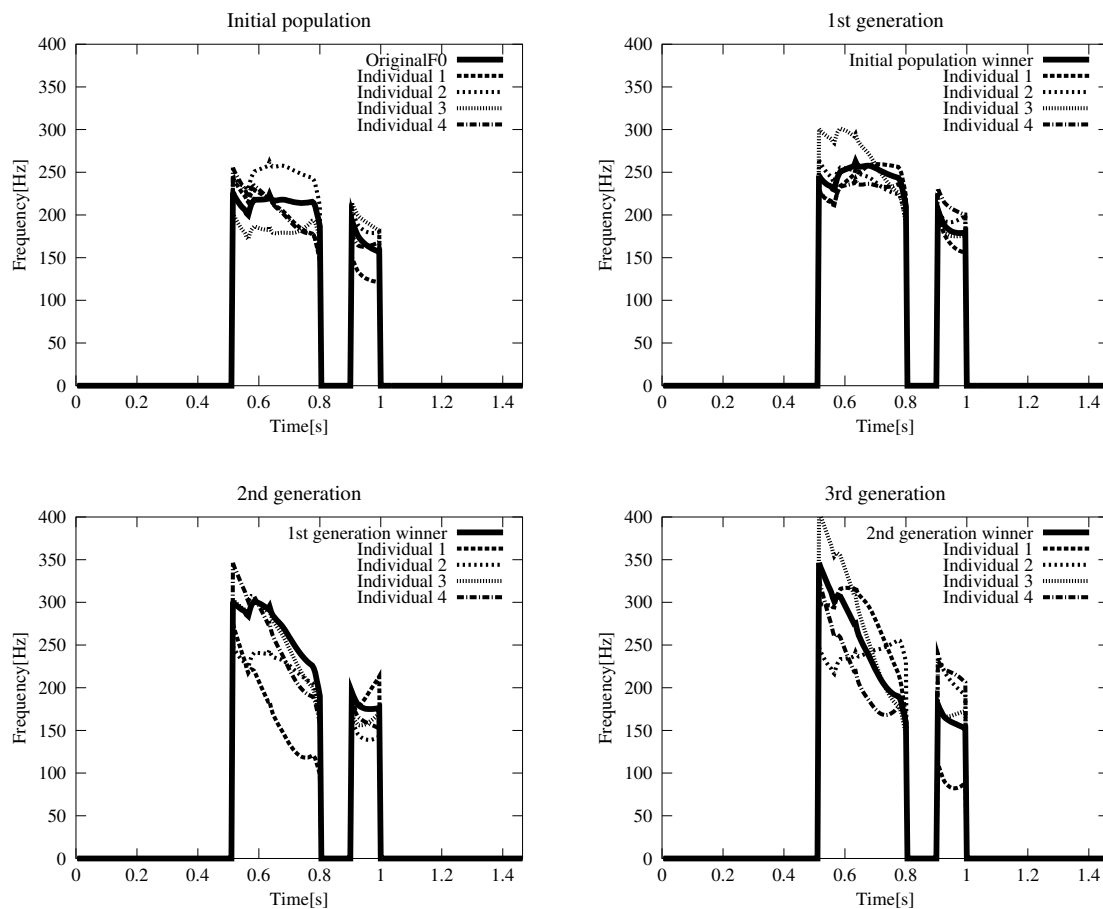 Initial population
400
350
300
250
200
150
100
50
0
Frequency[Hz]
OriginalF0
Individual 1
Individual 2
Individual 3
Individual 4
0 0.2 0.4 0.6 0.8 1 1.2 1.4
Time[s]
1st generation
400
350
300
250
200
150
100
50
0
Frequency[Hz]
Initial population winner
Individual 1
Individual 2
Individual 3
Individual 4
0 0.2 0.4 0.6 0.8 1 1.2 1.4
Time[s]
2nd generation
400
350
300
250
200
150
100
50
0
Frequency[Hz]
1st generation winner
Individual 1
Individual 2
Individual 3
Individual 4
0 0.2 0.4 0.6 0.8 1 1.2 1.4
Time[s]
3rd generation
400
350
300
250
200
150
100
50
0
Frequency[Hz]
2nd generation winner
Individual 1
Individual 2
Individual 3
Individual 4
0 0.2 0.4 0.6 0.8 1 1.2 1.4
Time[s]